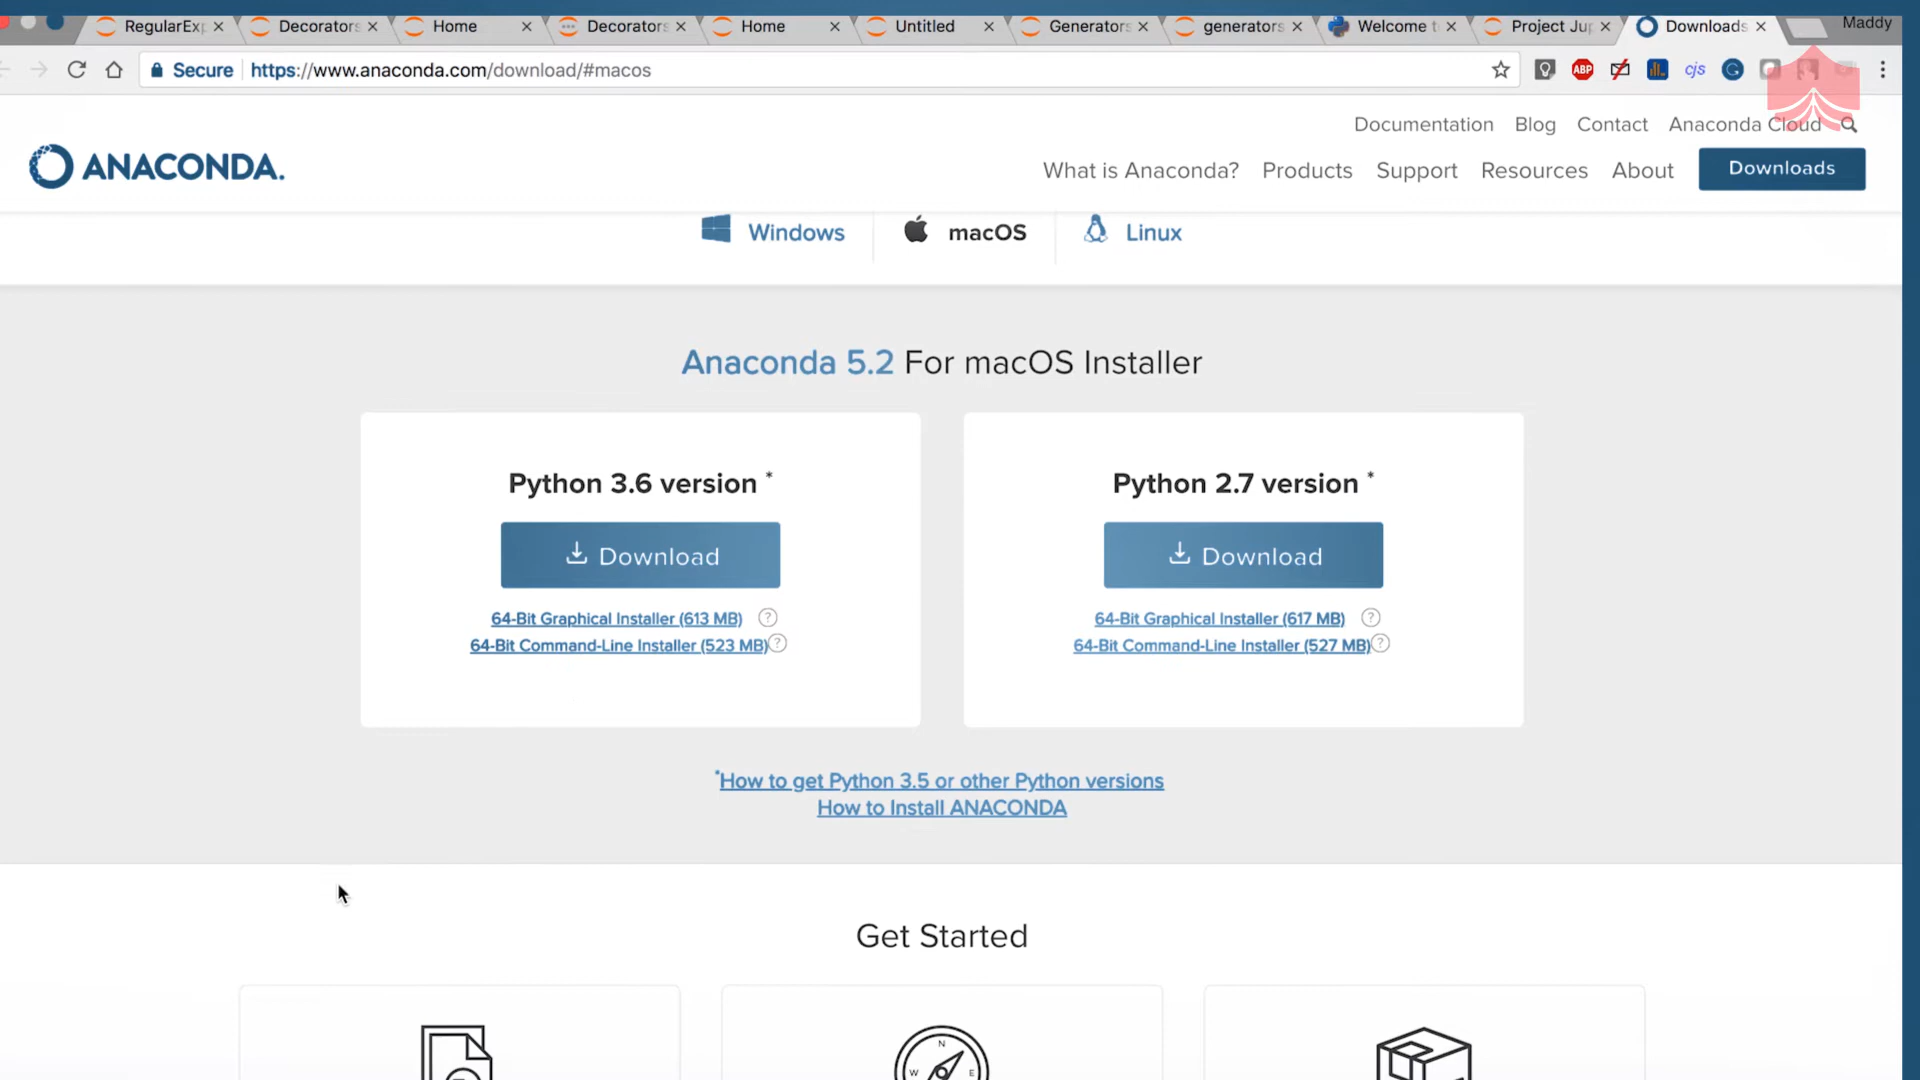 RegularExp
Decorators
Home
Decorators
Home
Untitled
Generators
generators
Welcome t
Project Jup
Downloads
Maddy
Secure
https://www.anaconda.com/download/#macos
ABP
cjs
Documentation
Blog
Contact
Anaconda Cloud
ANACONDA.
What is Anaconda?
Products
Support
Resources
About
Downloads
Windows
macOS
Linux
Anaconda 5.2 For macOS Installer
Python 3.6 version *
Download
64-Bit Graphical Installer (613 MB) ?
64-Bit Command-Line Installer (523 MB) ?
Python 2.7 version *
Download
64-Bit Graphical Installer (617 MB) ?
64-Bit Command-Line Installer (527 MB) ?
*How to get Python 3.5 or other Python versions
How to Install ANACONDA
Get Started
N
W E